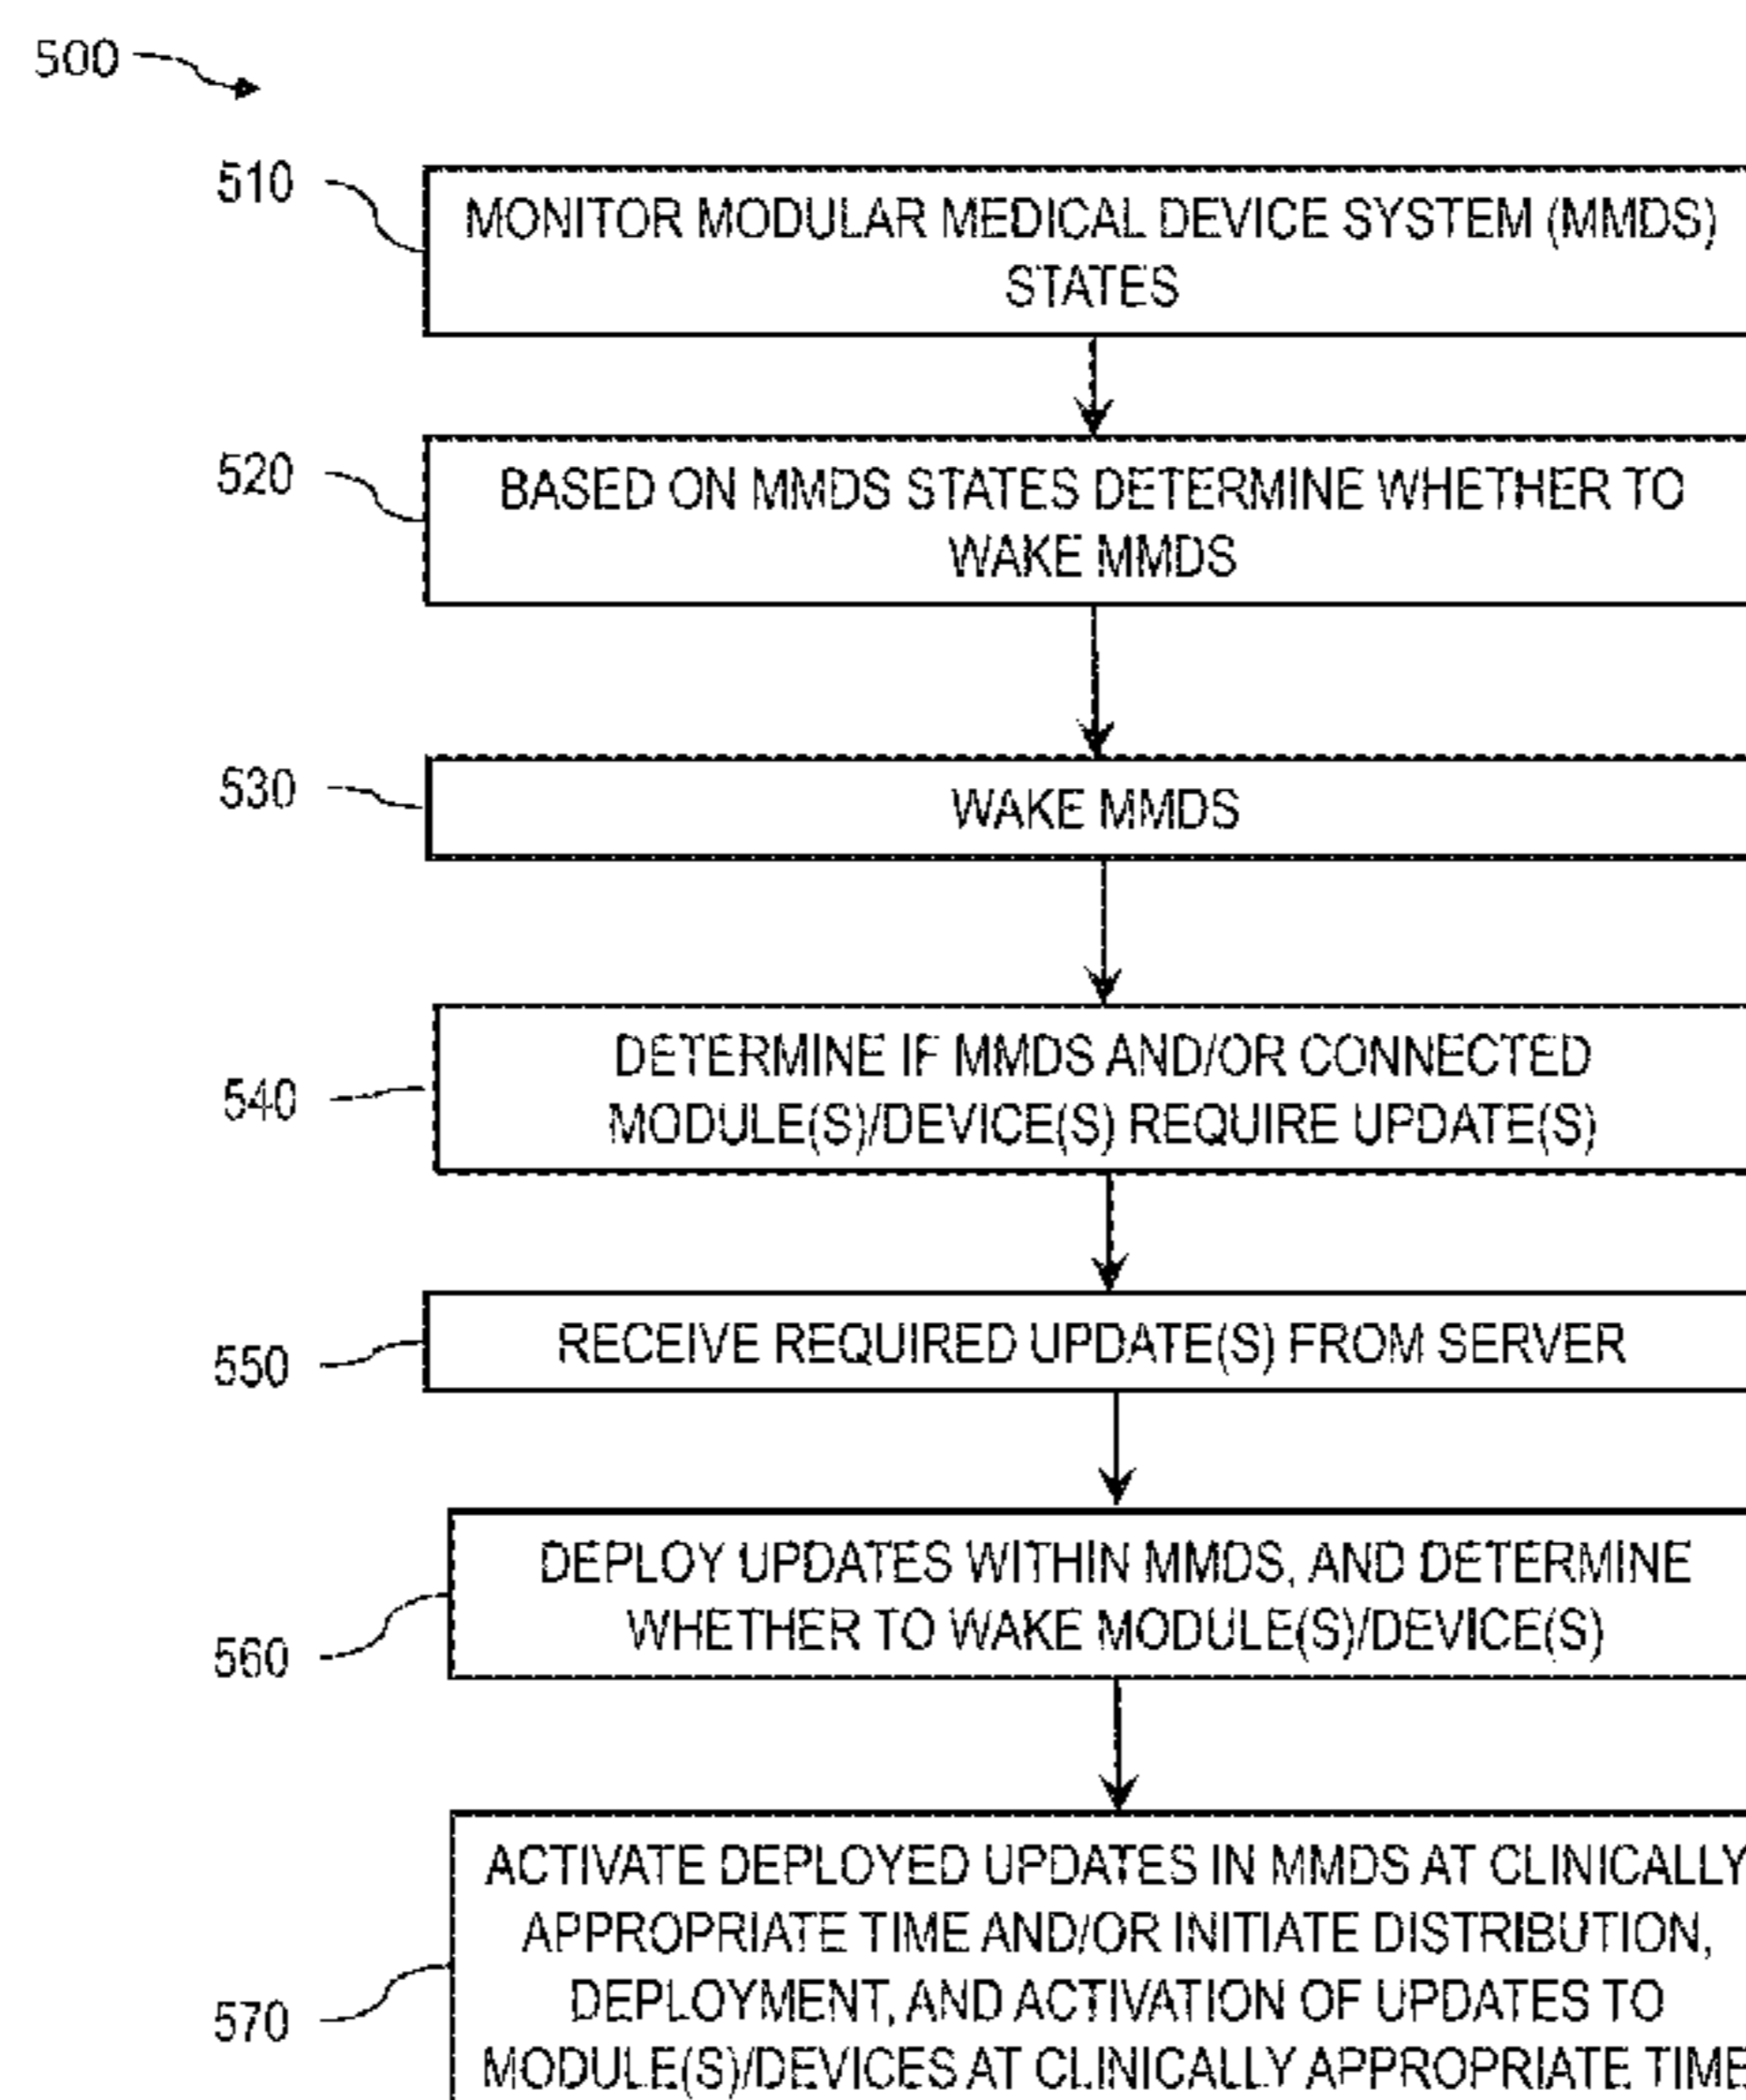 500
510
MONITOR MODULAR MEDICAL DEVICE SYSTEM (MMDS)
STATES
520
BASED ON MMDS STATES DETERMINE WHETHER TO
WAKE MMDS
530
WAKE MMDS
540
DETERMINE IF MMDS AND/OR CONNECTED
MODULE(S)/DEVICE(S) REQUIRE UPDATE(S)
550
RECEIVE REQUIRED UPDATE(S) FROM SERVER
560
DEPLOY UPDATES WITHIN MMDS, AND DETERMINE
WHETHER TO WAKE MODULE(S)/DEVICE(S)
570
ACTIVATE DEPLOYED UPDATES IN MMDS AT CLINICALLY
APPROPRIATE TIME AND/OR INITIATE DISTRIBUTION,
DEPLOYMENT, AND ACTIVATION OF UPDATES TO
MODULE(S)/DEVICES AT CLINICALLY APPROPRIATE TIME